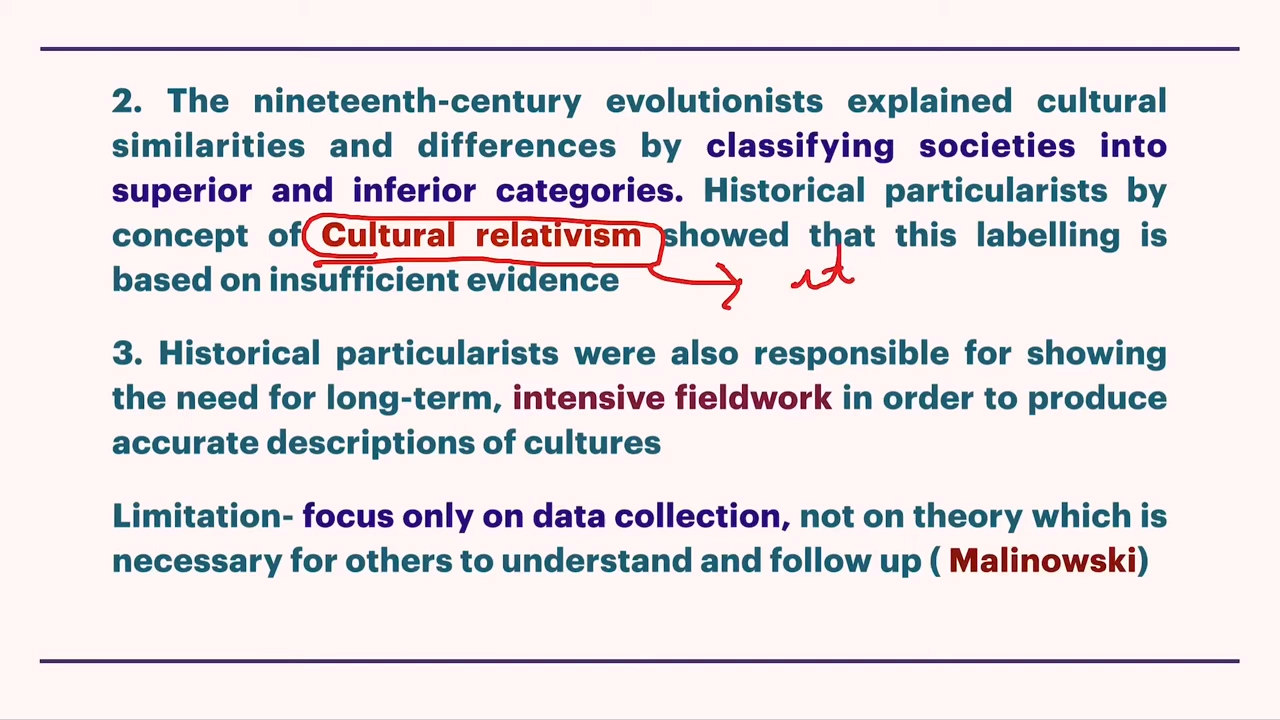 2. The nineteenth-century evolutionists explained cultural
similarities and differences by classifying societies into
superior and inferior categories. Historical particularists by
concept of Cultural relativism showed that this labelling is
based on insufficient evidence
3. Historical particularists were also responsible for showing
the need for long-term, intensive fieldwork in order to produce
accurate descriptions of cultures
Limitation- focus only on data collection, not on theory which is
necessary for others to understand and follow up ( Malinowski)